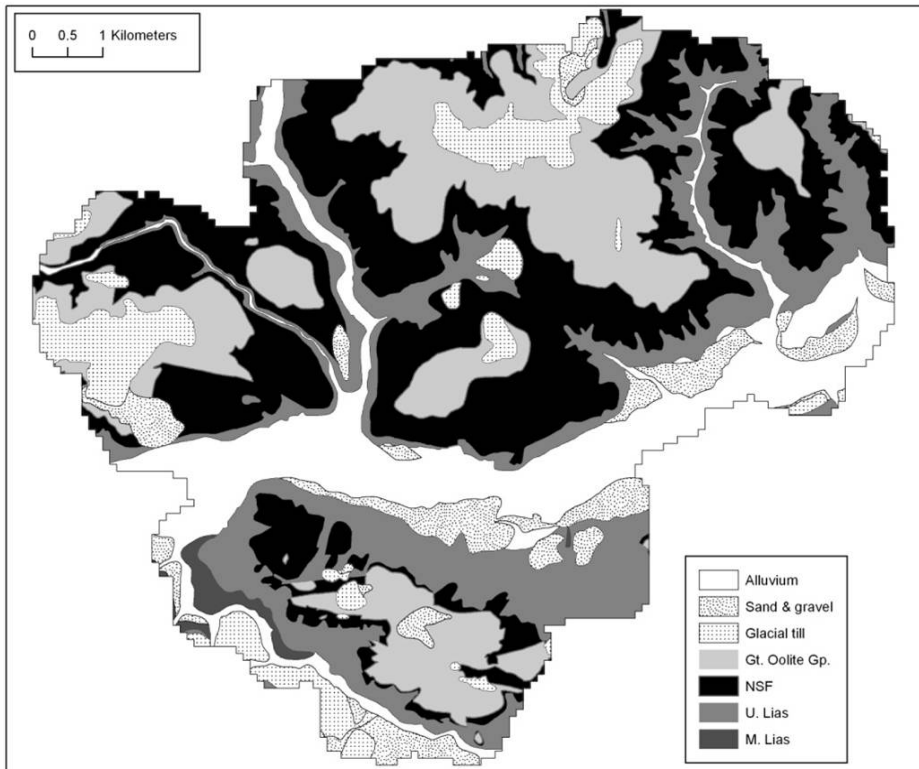 0 0.5 1 Kilometers
Alluvium
Sand & gravel
Glacial till
Gt. Oolite Gp.
NSF
U. Lias
M. Lias